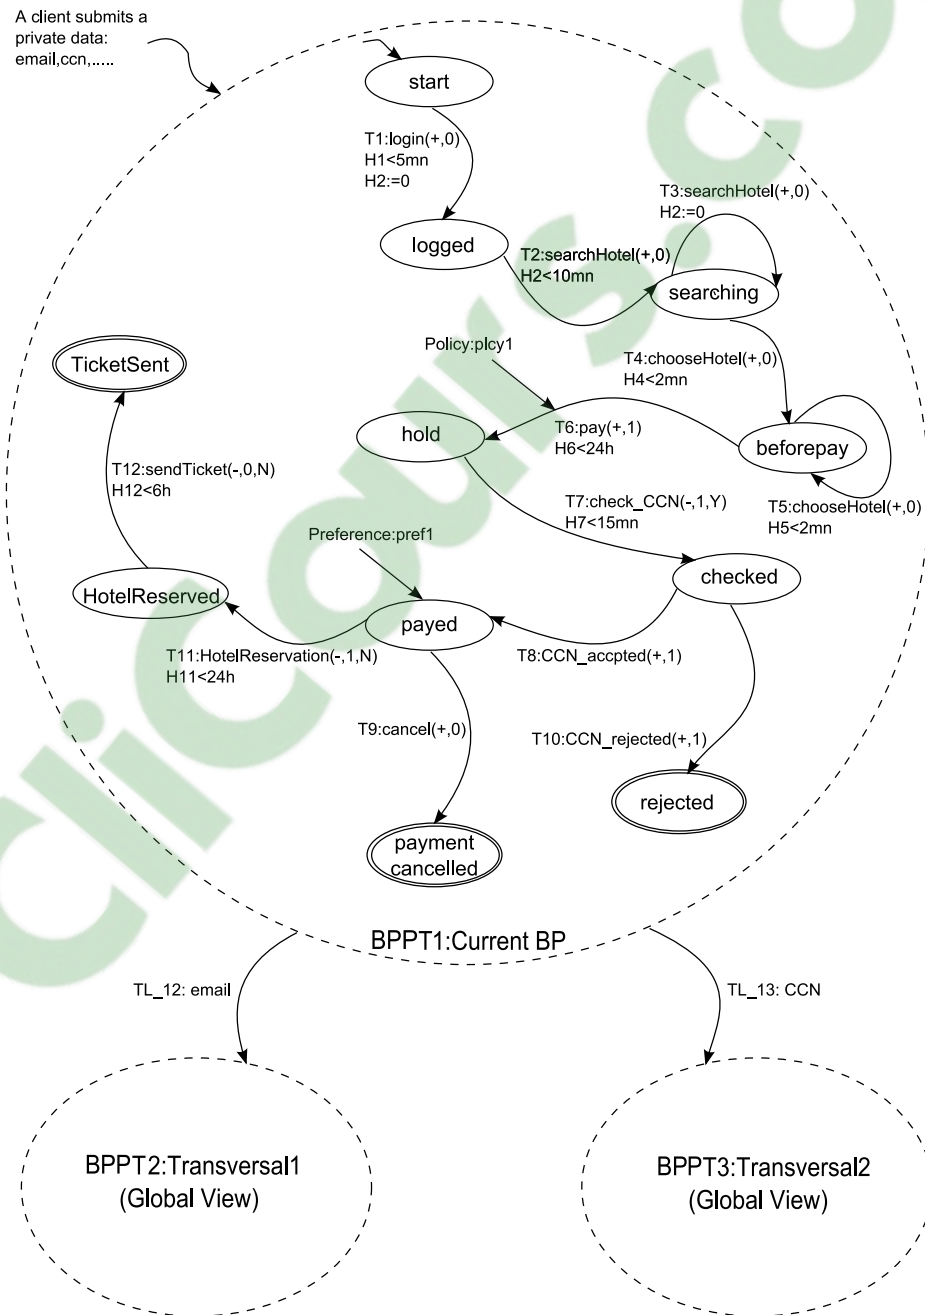 A client submits a
private data:
email,ccn,.....
start
T1:login(+,0)
H1<5mn
H2:=0
T3:searchHotel(+,0)
H2:=0
logged
T2:searchHotel(+,0)
H2<10mn
searching
Policy:plcy1
T4:chooseHotel(+,0)
H4<2mn
TicketSent
hold
T6:pay(+,1)
H6<24h
beforepay
T12:sendTicket(-,0,N)
H12<6h
T7:check_CCN(-,1,Y)
H7<15mn
T5:chooseHotel(+,0)
H5<2mn
Preference:pref1
checked
HotelReserved
payed
T11:HotelReservation(-,1,N)
H11<24h
T8:CCN_accpted(+,1)
T9:cancel(+,0)
T10:CCN_rejected(+,1)
rejected
payment
cancelled
BPPT1:Current BP
TL_12: email
TL_13: CCN
BPPT2:Transversal1
(Global View)
BPPT3:Transversal2
(Global View)
CliCours.co